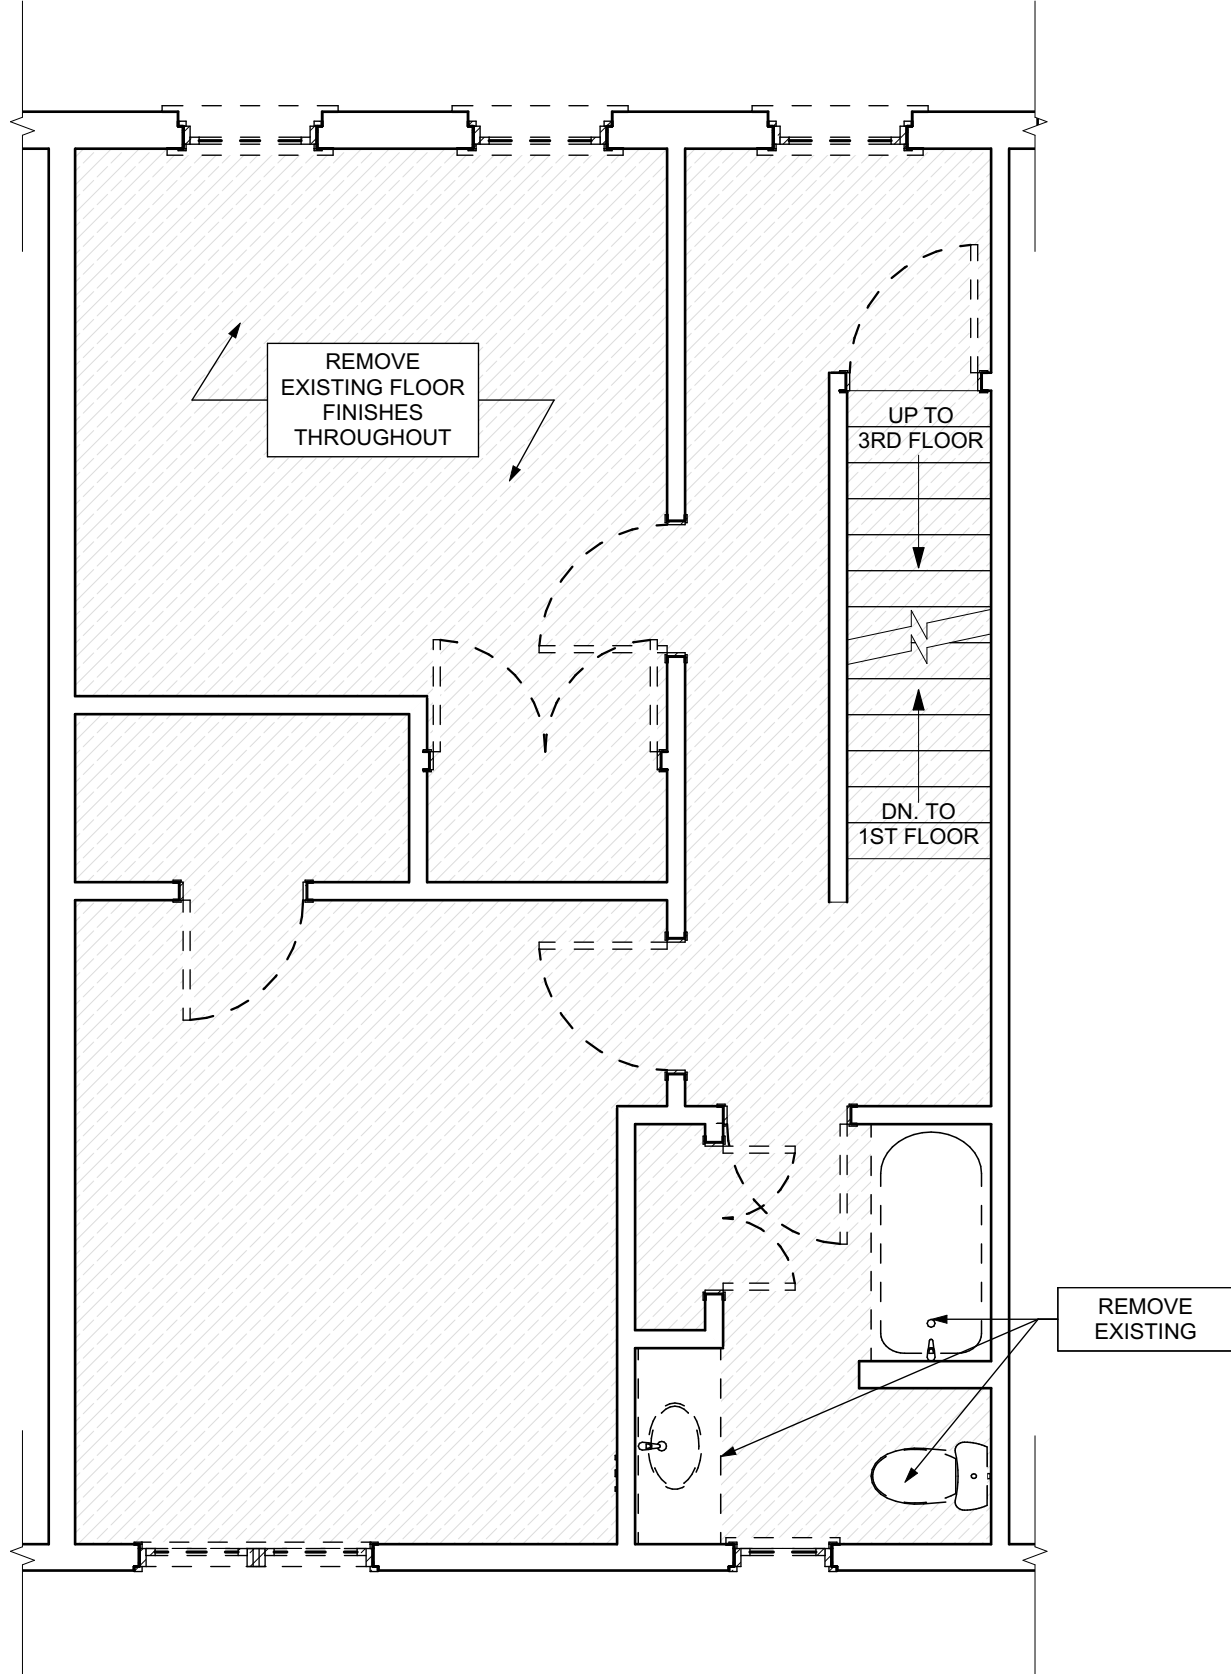 REMOVE
EXISTING FLOOR
FINISHES
THROUGHOUT
UP TO
3RD FLOOR
DN. TO
1ST FLOOR
REMOVE
EXISTING